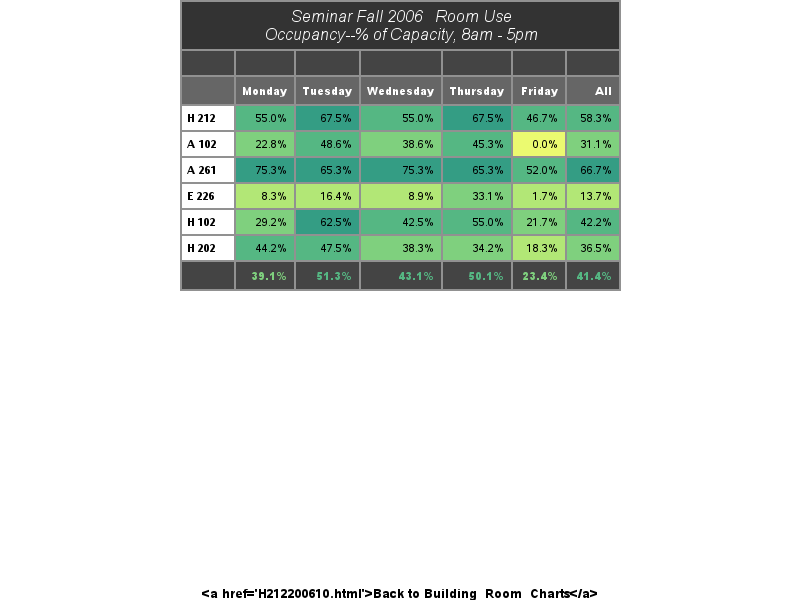 Seminar Fall 2006 Room Use
Occupancy--% of Capacity, 8am - 5pm
Monday Tuesday Wednesday Thursday Friday All
H 212 55.0% 67.5% 55.0% 67.5% 46.7% 58.3%
A 102 22.8% 48.6% 38.6% 45.3% 0.0% 31.1%
A 261 75.3% 65.3% 75.3% 65.3% 52.0% 66.7%
E 226 8.3% 16.4% 8.9% 33.1% 1.7% 13.7%
H 102 29.2% 62.5% 42.5% 55.0% 21.7% 42.2%
H 202 44.2% 47.5% 38.3% 34.2% 18.3% 36.5%
39.1% 51.3% 43.1% 50.1% 23.4% 41.4%
<a href='H212200610.html'>Back to Building Room Charts</a>